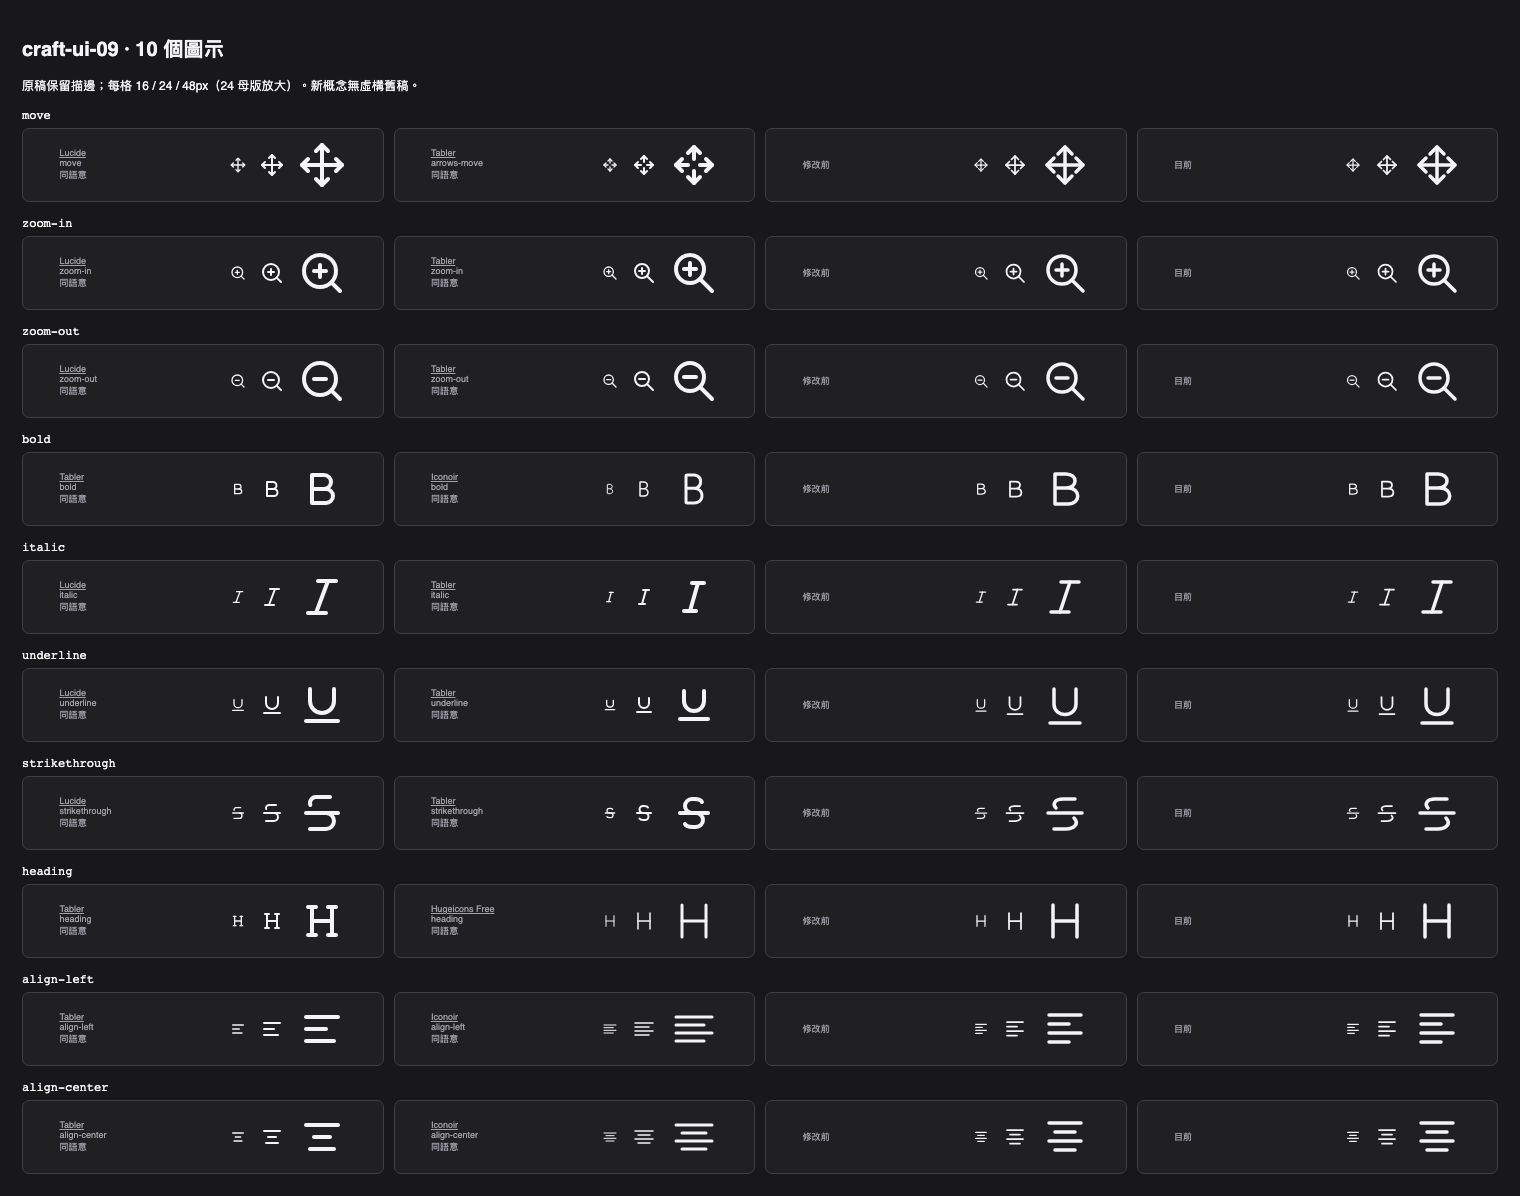 craft-ui-09 · 10 個圖示
原稿保留描邊；每格 16 / 24 / 48px（24 母版放大）。新概念無虛構舊稿。
move
Lucide
move
同語意
Tabler
arrows-move
同語意
修改前
目前
zoom-in
Lucide
zoom-in
同語意
Tabler
zoom-in
同語意
修改前
目前
zoom-out
Lucide
zoom-out
同語意
Tabler
zoom-out
同語意
修改前
目前
bold
Tabler
bold
同語意
Iconoir
bold
同語意
修改前
目前
italic
Lucide
italic
同語意
Tabler
italic
同語意
修改前
目前
underline
Lucide
underline
同語意
Tabler
underline
同語意
修改前
目前
strikethrough
Lucide
strikethrough
同語意
Tabler
strikethrough
同語意
修改前
目前
heading
Tabler
heading
同語意
Hugeicons Free
heading
同語意
修改前
目前
align-left
Tabler
align-left
同語意
Iconoir
align-left
同語意
修改前
目前
align-center
Tabler
align-center
同語意
Iconoir
align-center
同語意
修改前
目前